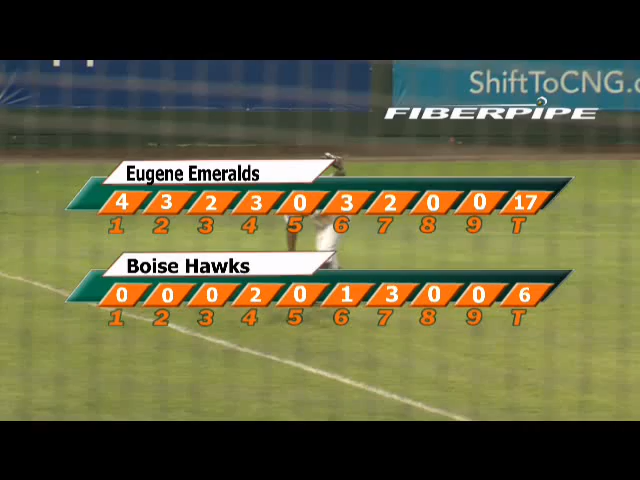 ShiftToCNG.c
FIBERPIPE
Eugene Emeralds
4 3 2 3 0 3 2 0 0 17
1 2 3 4 5 6 7 8 9 T
Boise Hawks
0 0 0 2 0 1 3 0 0 6
1 2 3 4 5 6 7 8 9 T